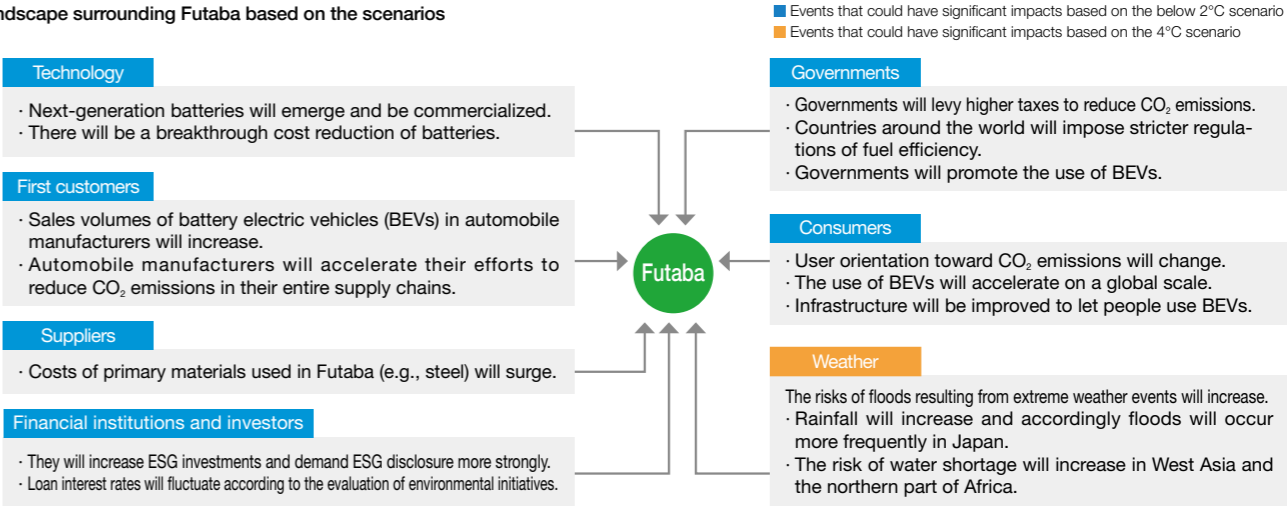 ndscape surrounding Futaba based on the scenarios
Events that could have significant impacts based on the below 2°C scenario
Events that could have significant impacts based on the 4°C scenario
Technology
· Next-generation batteries will emerge and be commercialized.
· There will be a breakthrough cost reduction of batteries.
First customers
· Sales volumes of battery electric vehicles (BEVs) in automobile
manufacturers will increase.
· Automobile manufacturers will accelerate their efforts to
reduce CO₂ emissions in their entire supply chains.
Suppliers
· Costs of primary materials used in Futaba (e.g., steel) will surge.
Financial institutions and investors
· They will increase ESG investments and demand ESG disclosure more strongly.
· Loan interest rates will fluctuate according to the evaluation of environmental initiatives.
Futaba
Governments
· Governments will levy higher taxes to reduce CO₂ emissions.
· Countries around the world will impose stricter regula-
tions of fuel efficiency.
· Governments will promote the use of BEVs.
Consumers
· User orientation toward CO₂ emissions will change.
· The use of BEVs will accelerate on a global scale.
· Infrastructure will be improved to let people use BEVs.
Weather
The risks of floods resulting from extreme weather events will increase.
· Rainfall will increase and accordingly floods will occur
more frequently in Japan.
· The risk of water shortage will increase in West Asia and
the northern part of Africa.